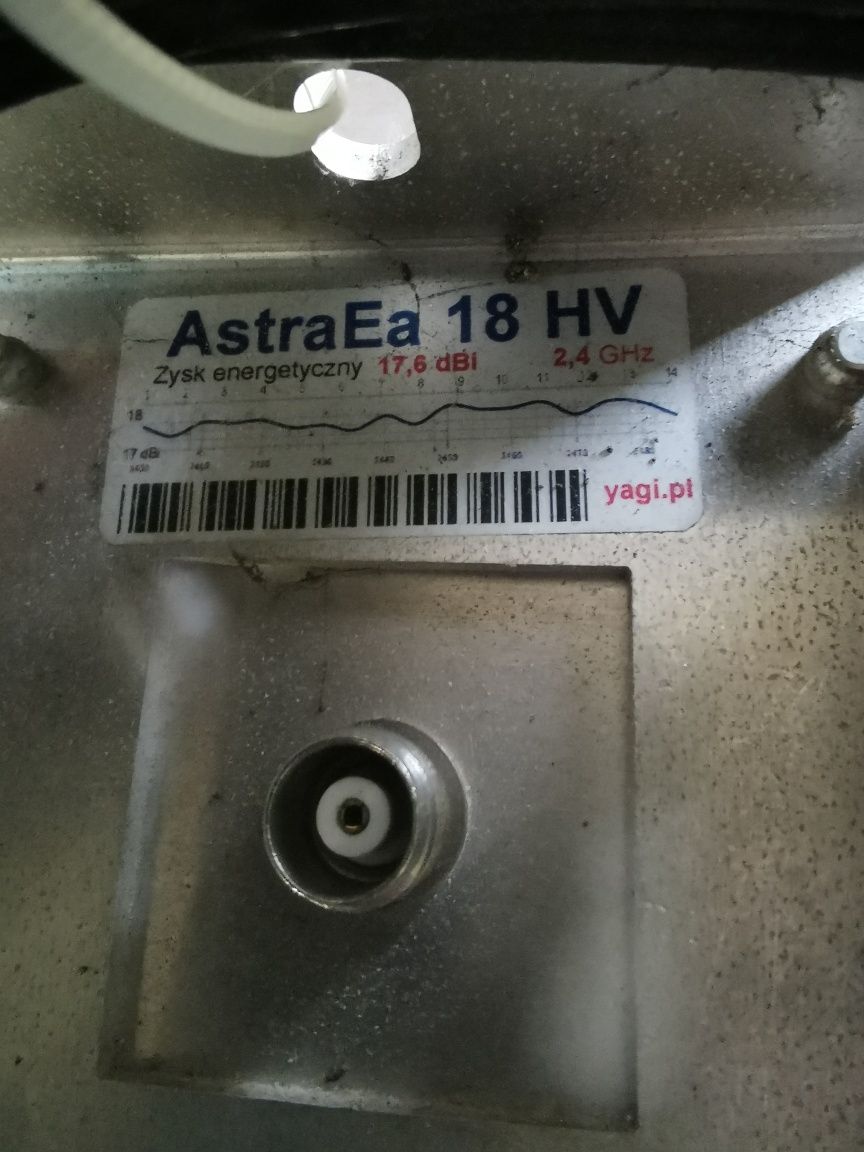 AstraEa 18 HV
Zysk energetyczny 17,6 dBi 2,4 GHz
1 2 3 4 5 6 7 8 9 10 11 12 13 14
18
17 dBi
yagi.pl